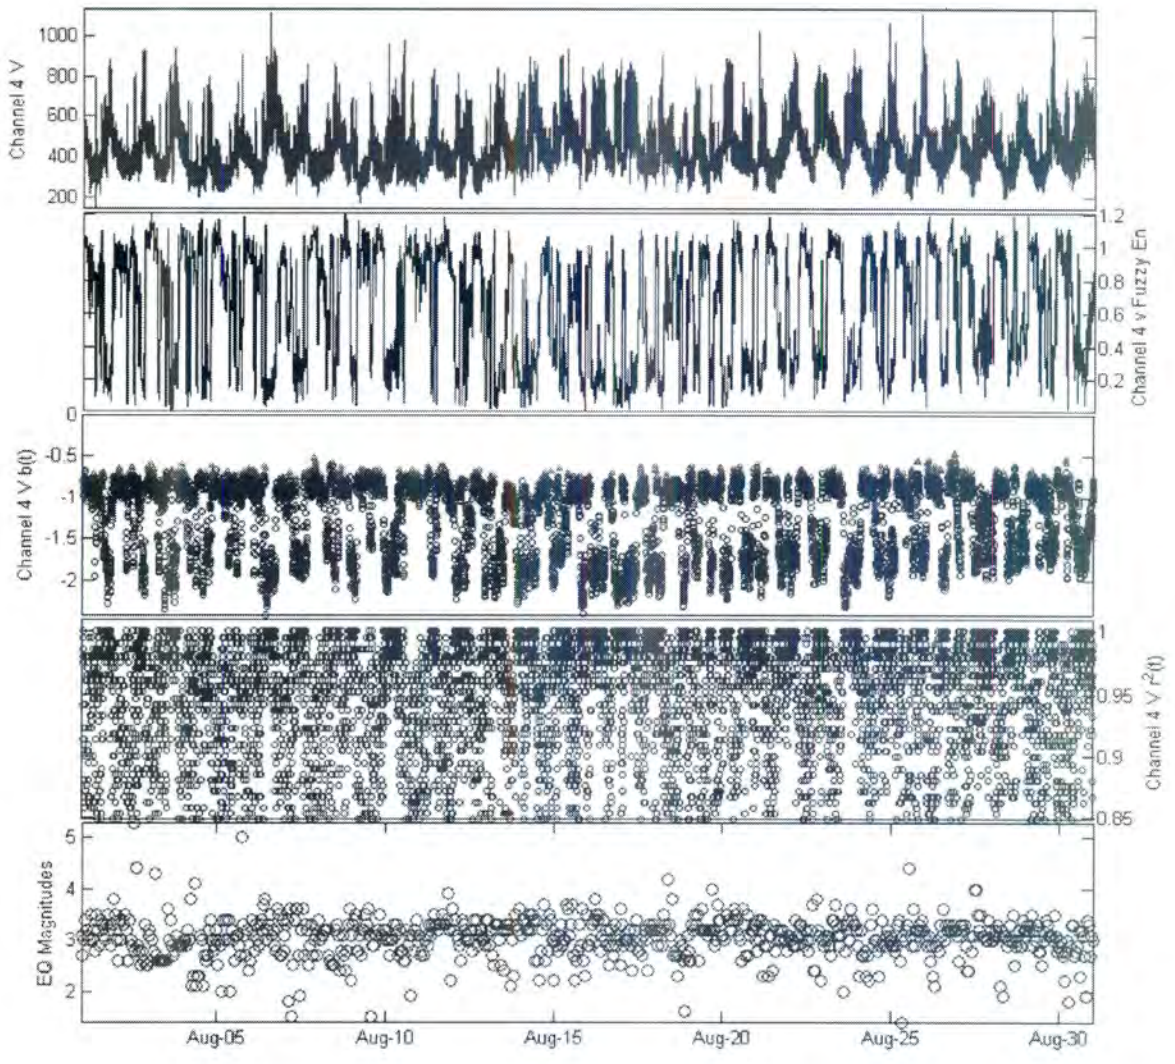 Channel 4 V
1000
800
600
400
200
Channel 4 v Fuzzy En
1.2
1
0.8
0.6
0.4
0.2
Channel 4 V b(t)
0
-0.5
-1
-1.5
-2
Channel 4 V r²(t)
1
0.95
0.9
0.85
EQ Magnitudes
5
4
3
2
Aug-05
Aug-10
Aug-15
Aug-20
Aug-25
Aug-30